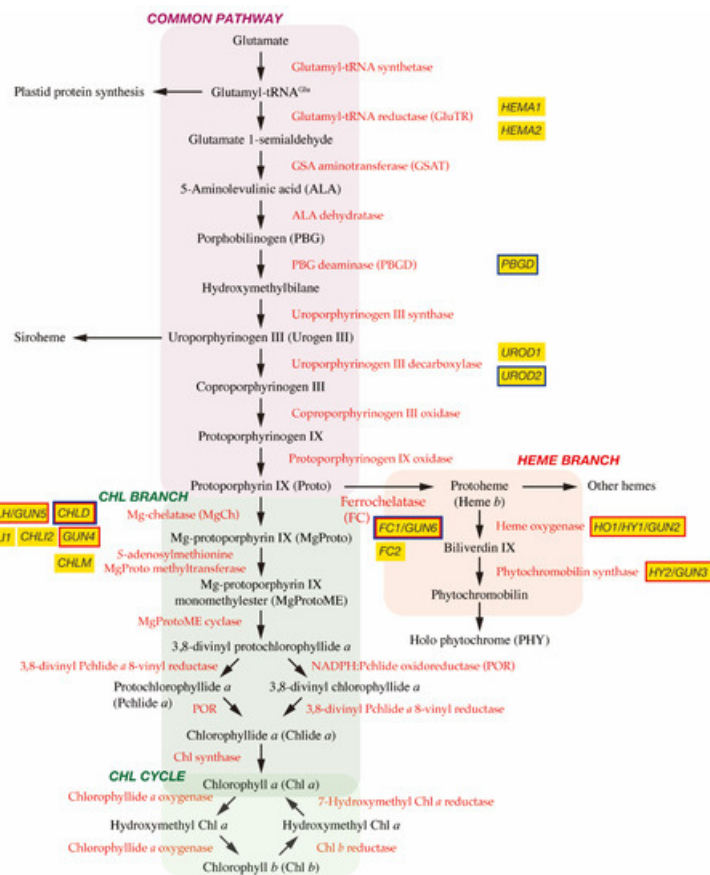 COMMON PATHWAY
Glutamate
Glutamyl-tRNA synthetase
Plastid protein synthesis
Glutamyl-tRNAGlu
HEMA1
Glutamyl-tRNA reductase (GluTR)
HEMA2
Glutamate 1-semialdehyde
GSA aminotransferase (GSAT)
5-Aminolevulinic acid (ALA)
ALA dehydratase
Porphobilinogen (PBG)
PBG deaminase (PBGD)
PBGD
Hydroxymethylbilane
Uroporphyrinogen III synthase
Siroheme
Uroporphyrinogen III (Urogen III)
UROD1
Uroporphyrinogen III decarboxylase
UROD2
Coproporphyrinogen III
Coproporphyrinogen III oxidase
Protoporphyrinogen IX
Protoporphyrinogen IX oxidase
HEME BRANCH
Protoporphyrin IX (Proto)
Protoheme
(Heme b)
Other hemes
CHL BRANCH
Ferrochelatase
(FC)
LH/GUN5
CHLD
Mg-chelatase (MgCh)
FC1/GUN6
Heme oxygenase
HO1/HY1/GUN2
CHLI2
GUN4
Mg-protoporphyrin IX (MgProto)
FC2
Biliverdin IX
CHLM
S-adenosylmethionine
MgProto methyltransferase
Phytochromobilin synthase
HY2/GUN3
Mg-protoporphyrin IX
monomethylester (MgProtoME)
Phytochromobilin
MgProtoME cyclase
Holo phytochrome (PHY)
3,8-divinyl protochlorophyllide a
3,8-divinyl Pchlide a 8-vinyl reductase
NADPH:Pchlide oxidoreductase (POR)
Protochlorophyllide a
(Pchlide a)
3,8-divinyl chlorophyllide a
POR
3,8-divinyl Pchlide a 8-vinyl reductase
Chlorophyllide a (Chlide a)
Chl synthase
CHL CYCLE
Chlorophyll a (Chl a)
Chlorophyllide a oxygenase
7-Hydroxymethyl Chl a reductase
Hydroxymethyl Chl a
Hydroxymethyl Chl a
Chlorophyllide a oxygenase
Chl b reductase
Chlorophyll b (Chl b)